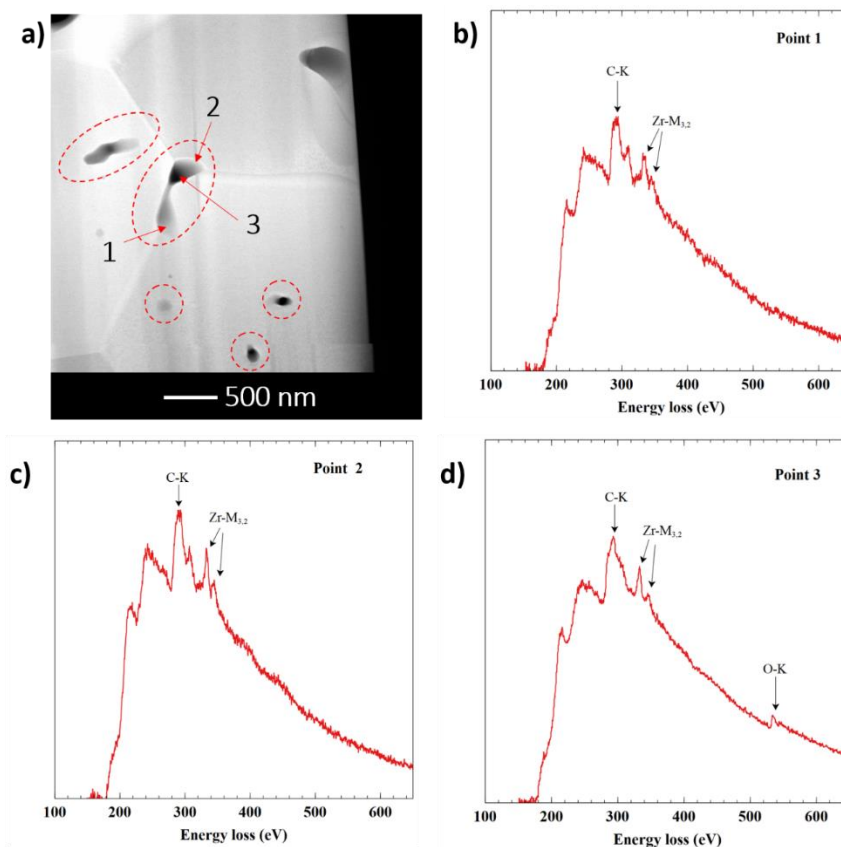 a)
2
1
3
500 nm
b)
Point 1
C-K
Zr-M3,2
100 200 300 400 500 600
Energy loss (eV)
c)
Point 2
C-K
Zr-M3,2
100 200 300 400 500 600
Energy loss (eV)
d)
Point 3
C-K
Zr-M3,2
O-K
100 200 300 400 500 600
Energy loss (eV)